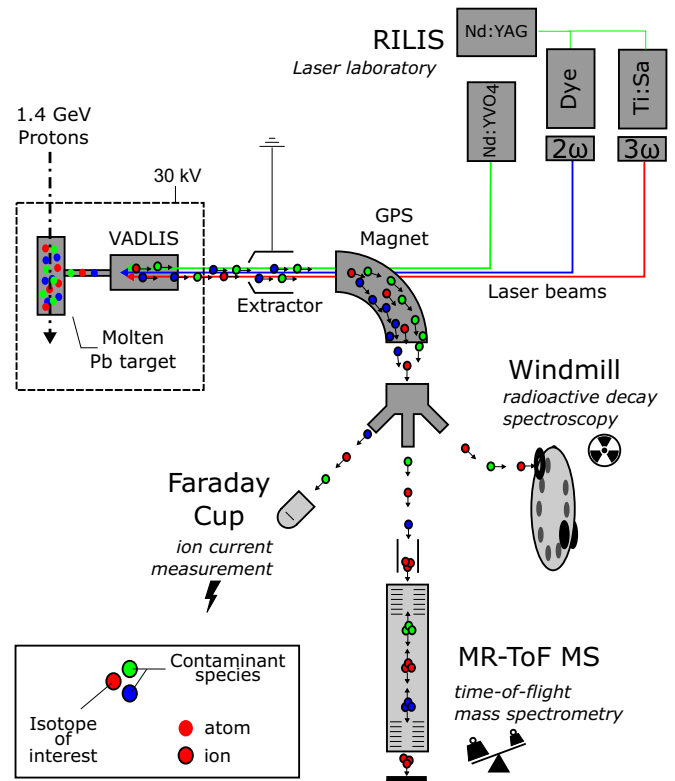 RILIS
Laser laboratory
Nd:YAG
Nd:YVO4
Dye
Ti:Sa
2ω
3ω
1.4 GeV
Protons
30 kV
VADLIS
GPS
Magnet
Extractor
Laser beams
Molten
Pb target
Windmill
radioactive decay
spectroscopy
Faraday
Cup
ion current
measurement
MR-ToF MS
time-of-flight
mass spectrometry
Contaminant
species
Isotope
of
interest
atom
ion